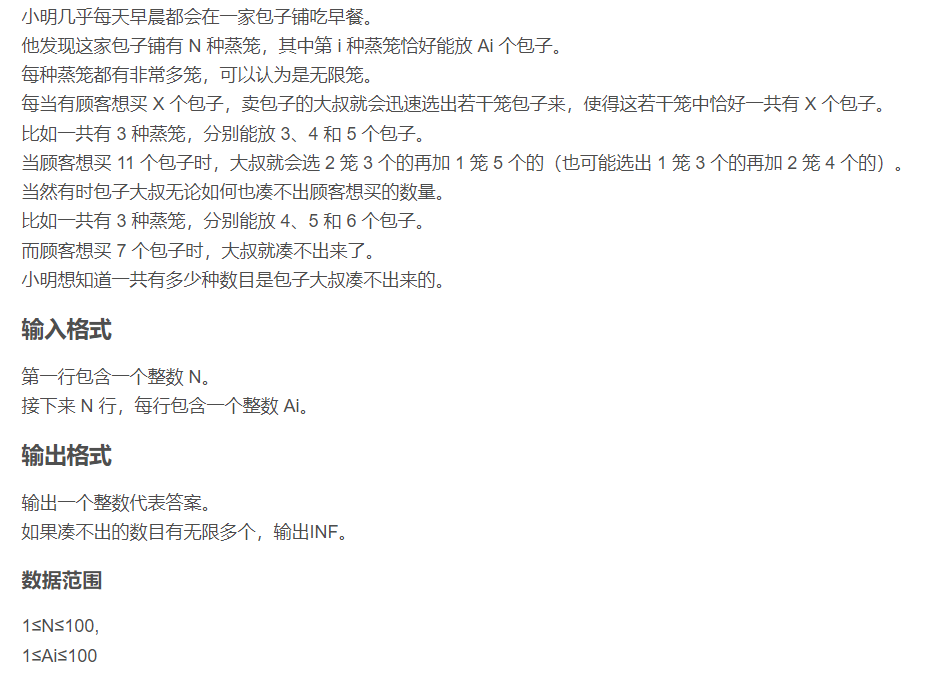 小明几乎每天早晨都会在一家包子铺吃早餐。
他发现这家包子铺有 N 种蒸笼，其中第 i 种蒸笼恰好能放 Ai 个包子。
每种蒸笼都有非常多笼，可以认为是无限笼。
每当有顾客想买 X 个包子，卖包子的大叔就会迅速选出若干笼包子来，使得这若干笼中恰好一共有 X 个包子。
比如一共有 3 种蒸笼，分别能放 3、4 和 5 个包子。
当顾客想买 11 个包子时，大叔就会选 2 笼 3 个的再加 1 笼 5 个的（也可能选出 1 笼 3 个的再加 2 笼 4 个的）。
当然有时包子大叔无论如何也凑不出顾客想买的数量。
比如一共有 3 种蒸笼，分别能放 4、5 和 6 个包子。
而顾客想买 7 个包子时，大叔就凑不出来了。
小明想知道一共有多少种数目是包子大叔凑不出来的。
输入格式
第一行包含一个整数 N。
接下来 N 行，每行包含一个整数 Ai。
输出格式
输出一个整数代表答案。
如果凑不出的数目有无限多个，输出INF。
数据范围
1≤N≤100,
1≤Ai≤100